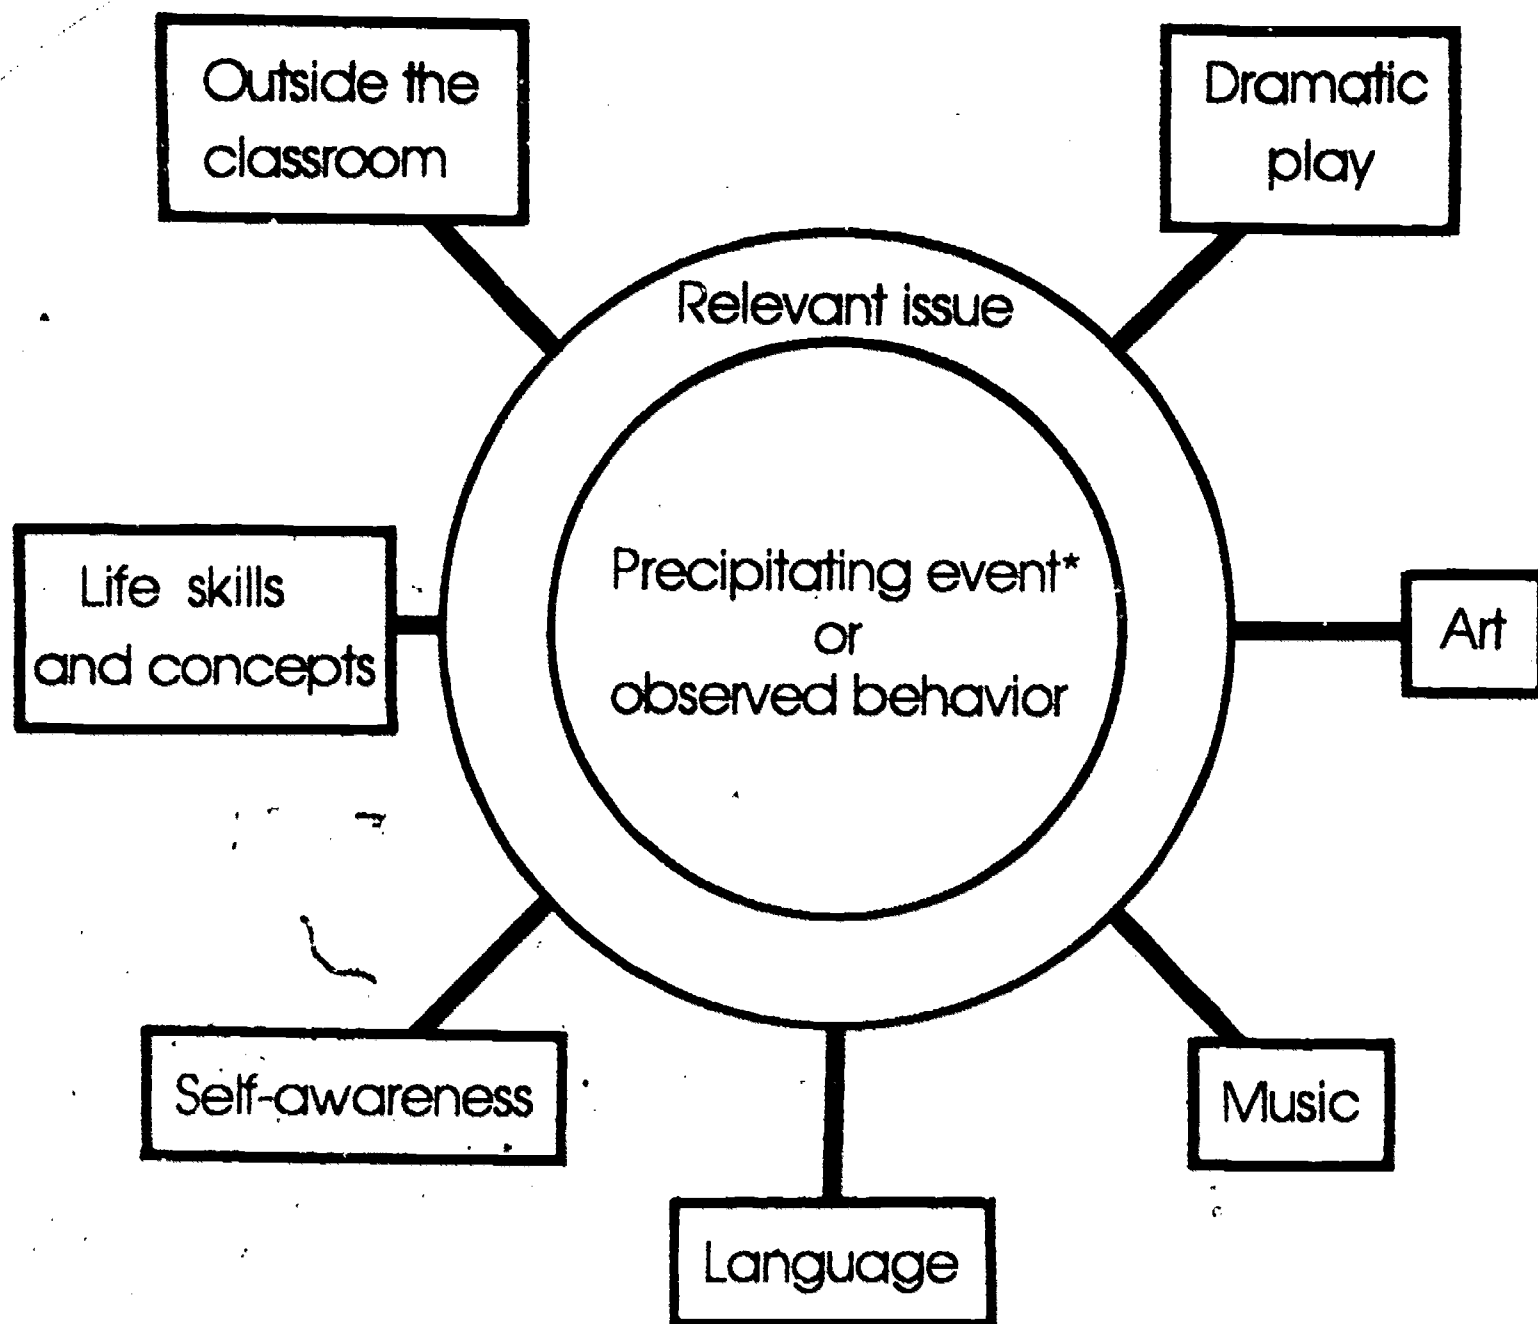 Outside the
classroom
Dramatic
play
Relevant issue
Precipitating event*
or
observed behavior
Life skills
and concepts
Art
Self-awareness
Music
Language